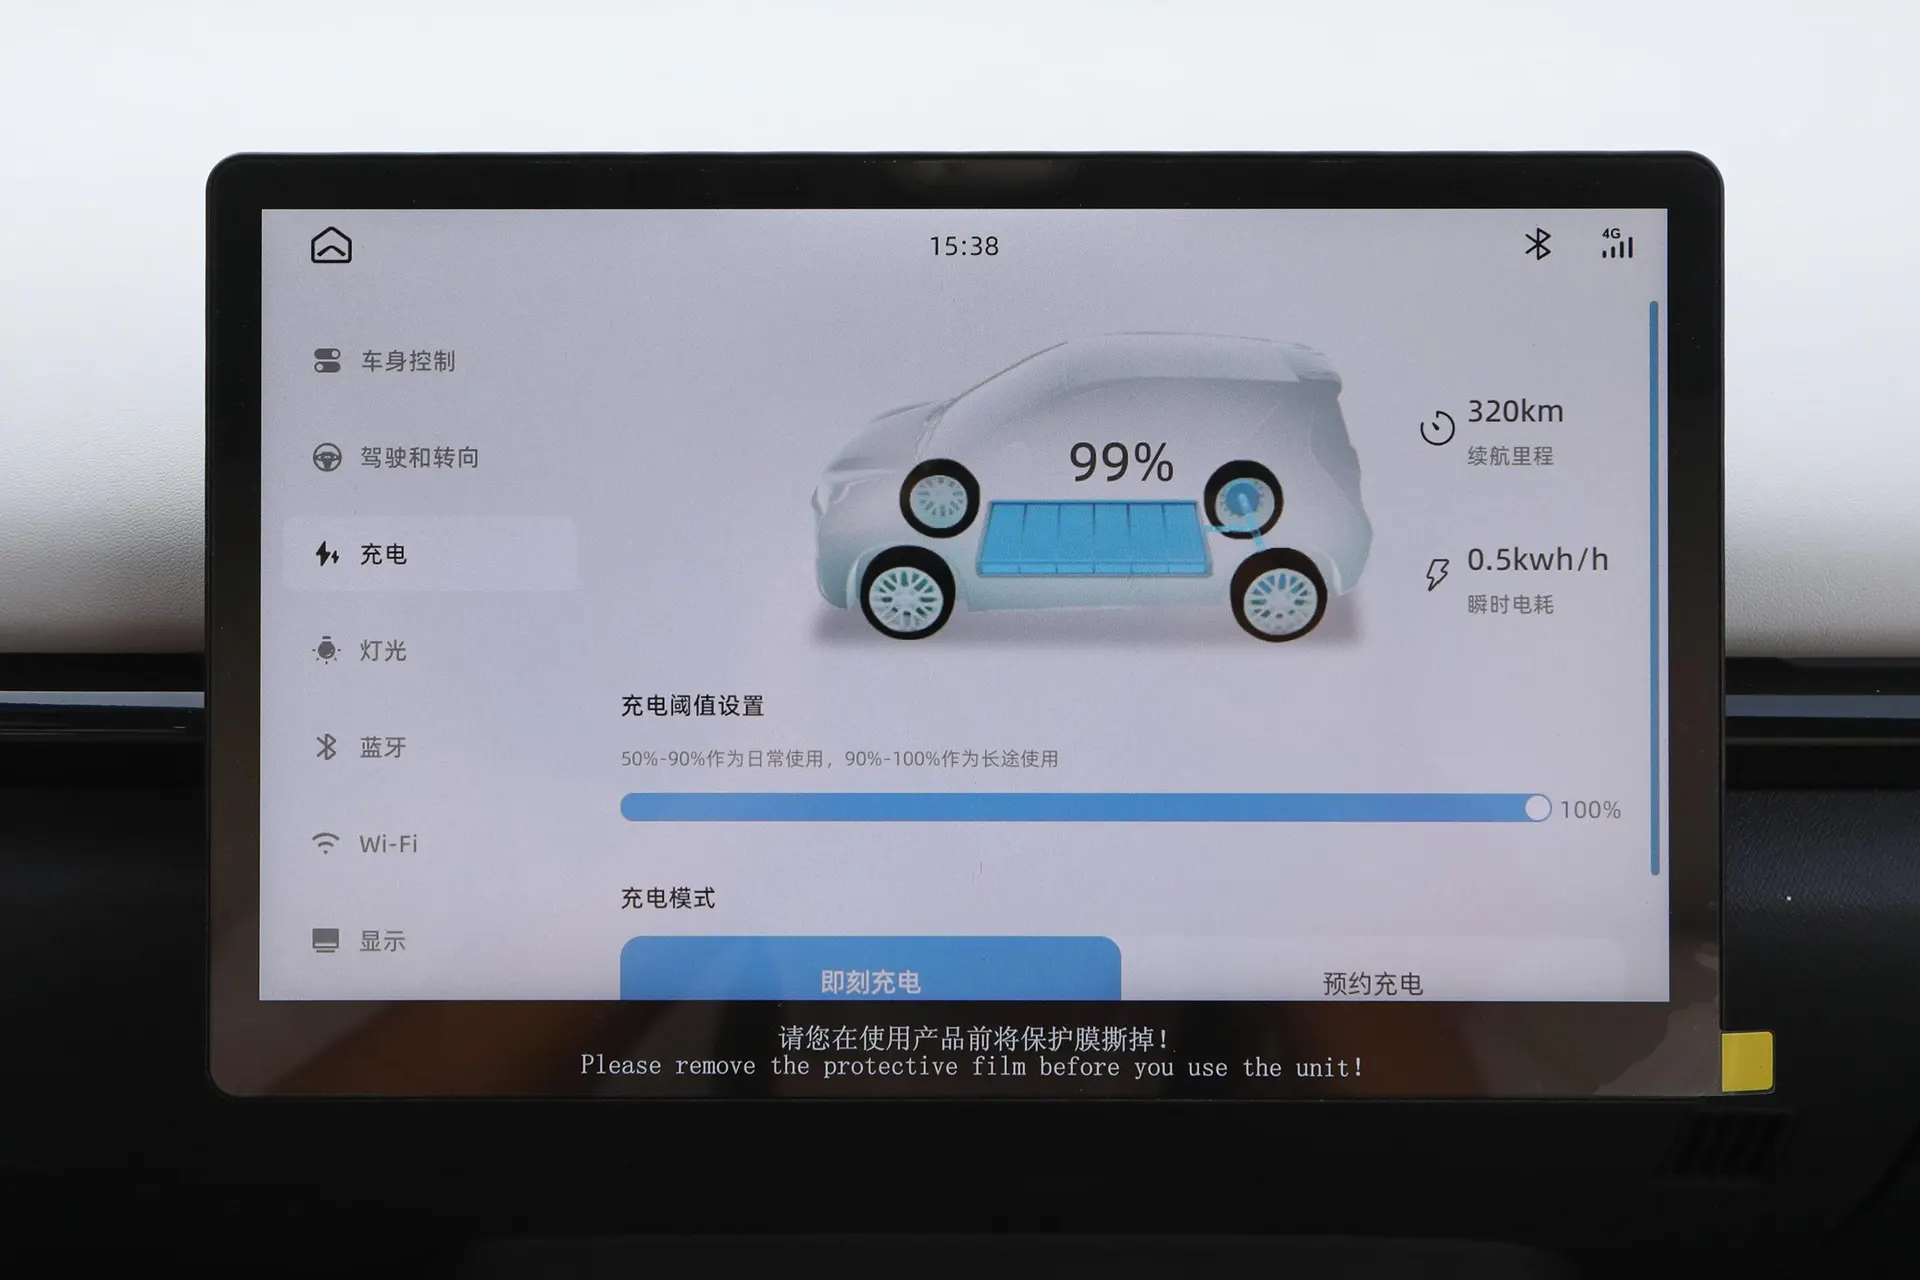 15:38
4G
车身控制
驾驶和转向
充电
灯光
蓝牙
Wi-Fi
显示
99%
320km
续航里程
0.5kwh/h
瞬时电耗
充电阈值设置
50%-90%作为日常使用，90%-100%作为长途使用
100%
充电模式
即刻充电
预约充电
请您在使用产品前将保护膜撕掉！
Please remove the protective film before you use the unit!